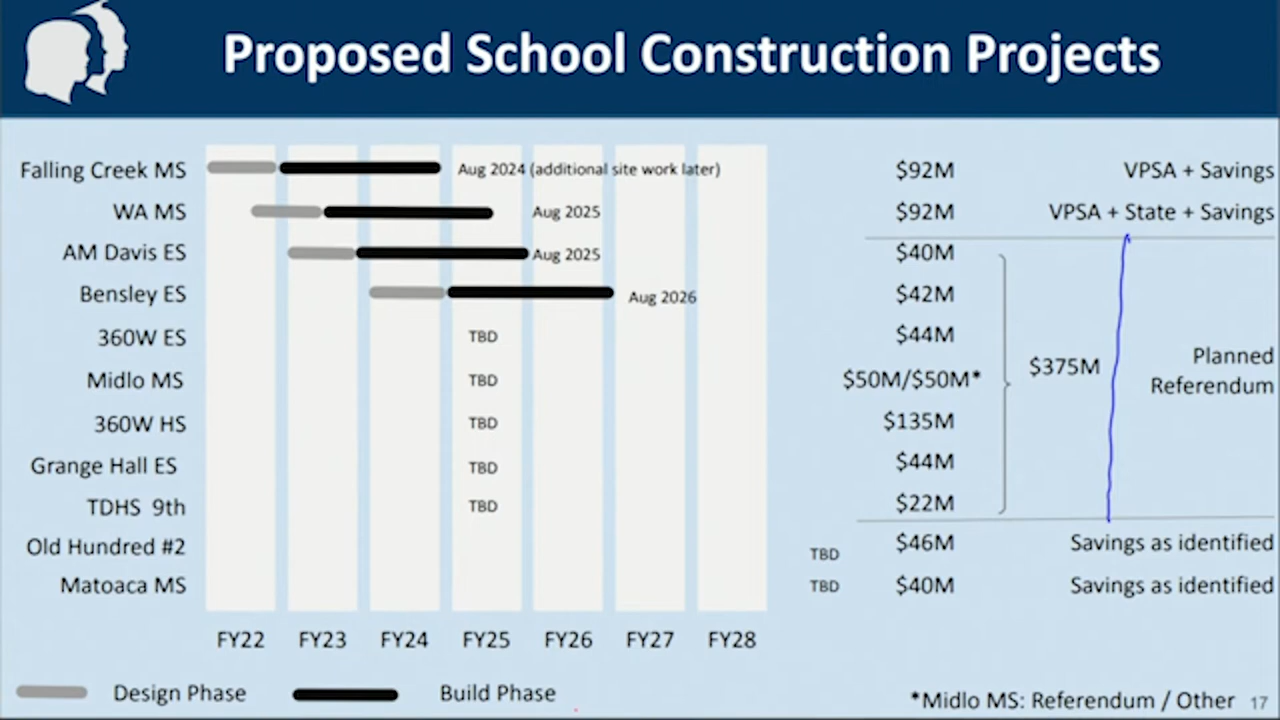 Proposed School Construction Projects
Falling Creek MS Aug 2024 (additional site work later) $92M VPSA + Savings
WA MS Aug 2025 $92M VPSA + State + Savings
AM Davis ES Aug 2025 $40M
Bensley ES Aug 2026 $42M
360W ES TBD $44M
Midlo MS TBD $50M/$50M*
$375M
Planned
Referendum
360W HS TBD $135M
Grange Hall ES TBD $44M
TDHS 9th TBD $22M
Old Hundred #2 TBD $46M Savings as identified
Matoaca MS TBD $40M Savings as identified
FY22 FY23 FY24 FY25 FY26 FY27 FY28
Design Phase Build Phase
*Midlo MS: Referendum / Other 17